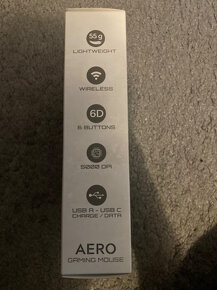 55g
LIGHTWEIGHT
WIRELESS
6D
6 BUTTONS
5000 DPI
USB A - USB C
CHARGE / DATA
AERO
GAMING MOUSE